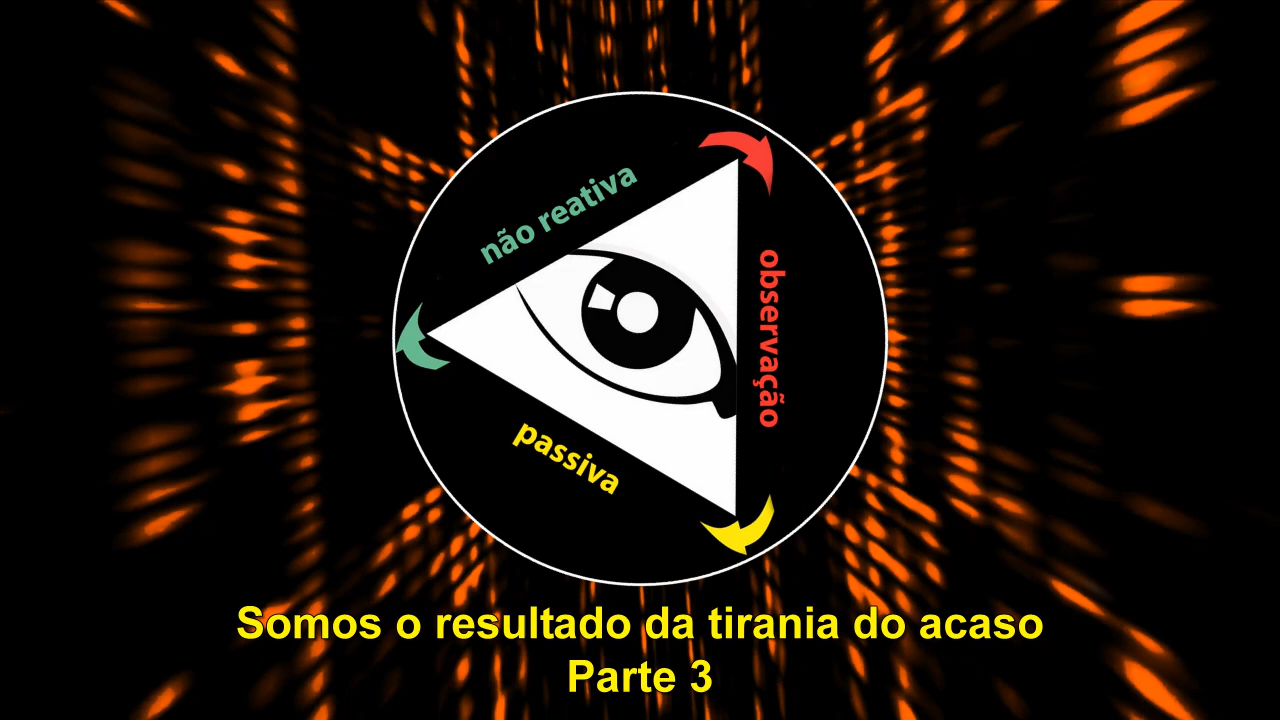 não reativa
observação
passiva
Somos o resultado da tirania do acaso
Parte 3